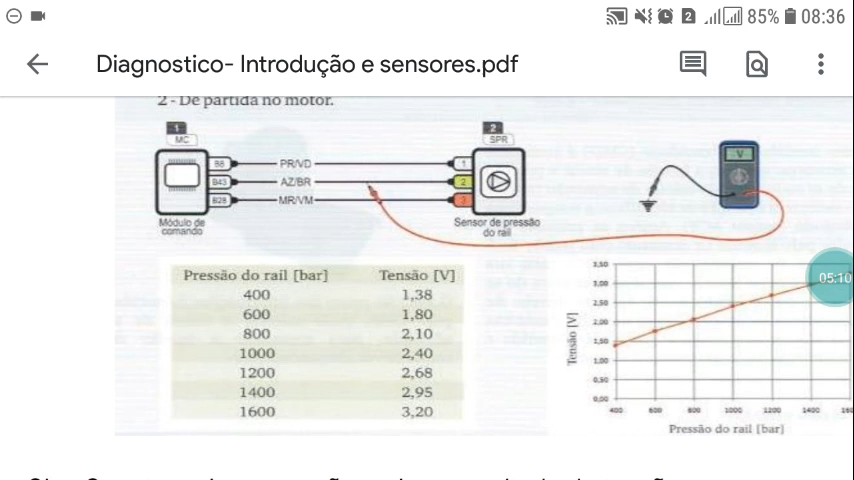 2 85% 08:36
Diagnostico- Introdução e sensores.pdf
2 - De partida no motor.
1
MC
2
SPR
V
B8 PR/VD 1
B43 AZ/BR 2
B28 MR/VM 3
Módulo de
comando
Sensor de pressão
do rail
Pressão do rail [bar] Tensão [V]
400 1,38
600 1,80
800 2,10
1000 2,40
1200 2,68
1400 2,95
1600 3,20
3,50
3,00
2,50
2,00
1,50
1,00
0,50
0,00
Tensão [V]
400 600 800 1000 1200 1400 16
Pressão do rail [bar]
05:10